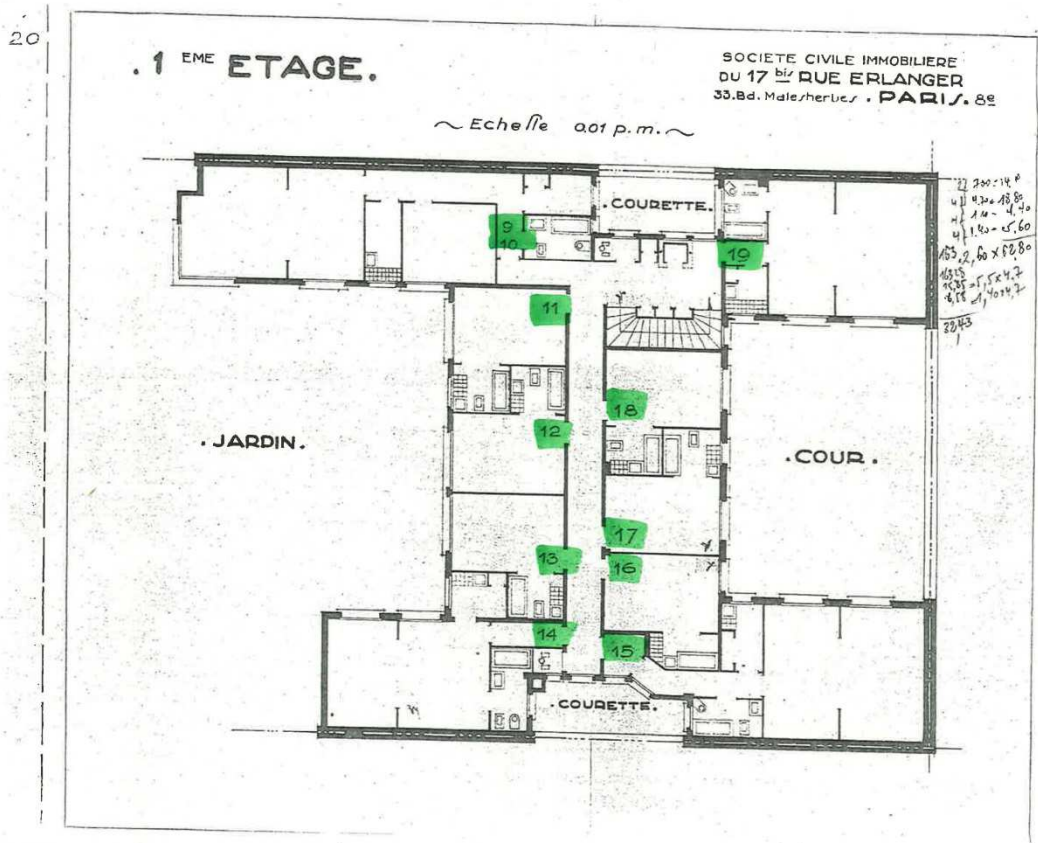 20
. 1 EME ETAGE.
SOCIETE CIVILE IMMOBILIERE
DU 17 bis RUE ERLANGER
33.Bd. Malesherbes . PARIS. 8e
~ Echelle 0.01 p.m. ~
. COURETTE.
9
10
19
11
18
12
. JARDIN.
. COUR .
17
13
16
14
15
. COURETTE.